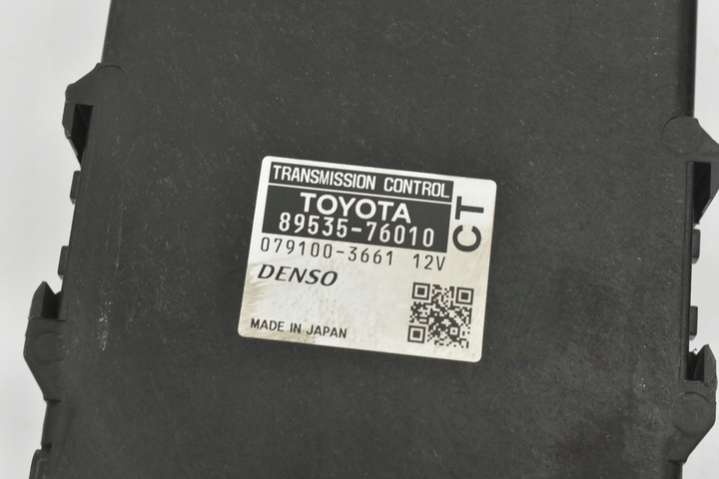 TRANSMISSION CONTROL
TOYOTA
89535-76010
CT
079100-3661 12V
DENSO
MADE IN JAPAN